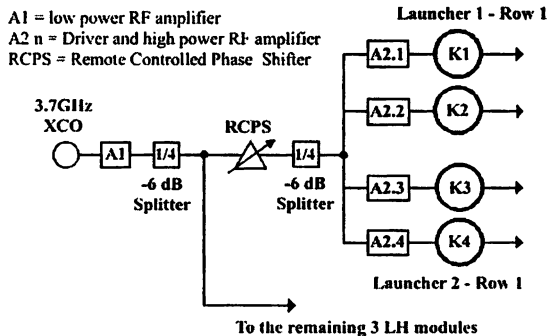 A1 = low power RF amplifier
A2 n = Driver and high power RF amplifier
RCPS = Remote Controlled Phase Shifter
Launcher 1 - Row 1
3.7GHz
XCO
A1
1/4
-6 dB
Splitter
RCPS
1/4
-6 dB
Splitter
A2.1
K1
A2.2
K2
A2.3
K3
A2.4
K4
Launcher 2 - Row 1
To the remaining 3 LH modules